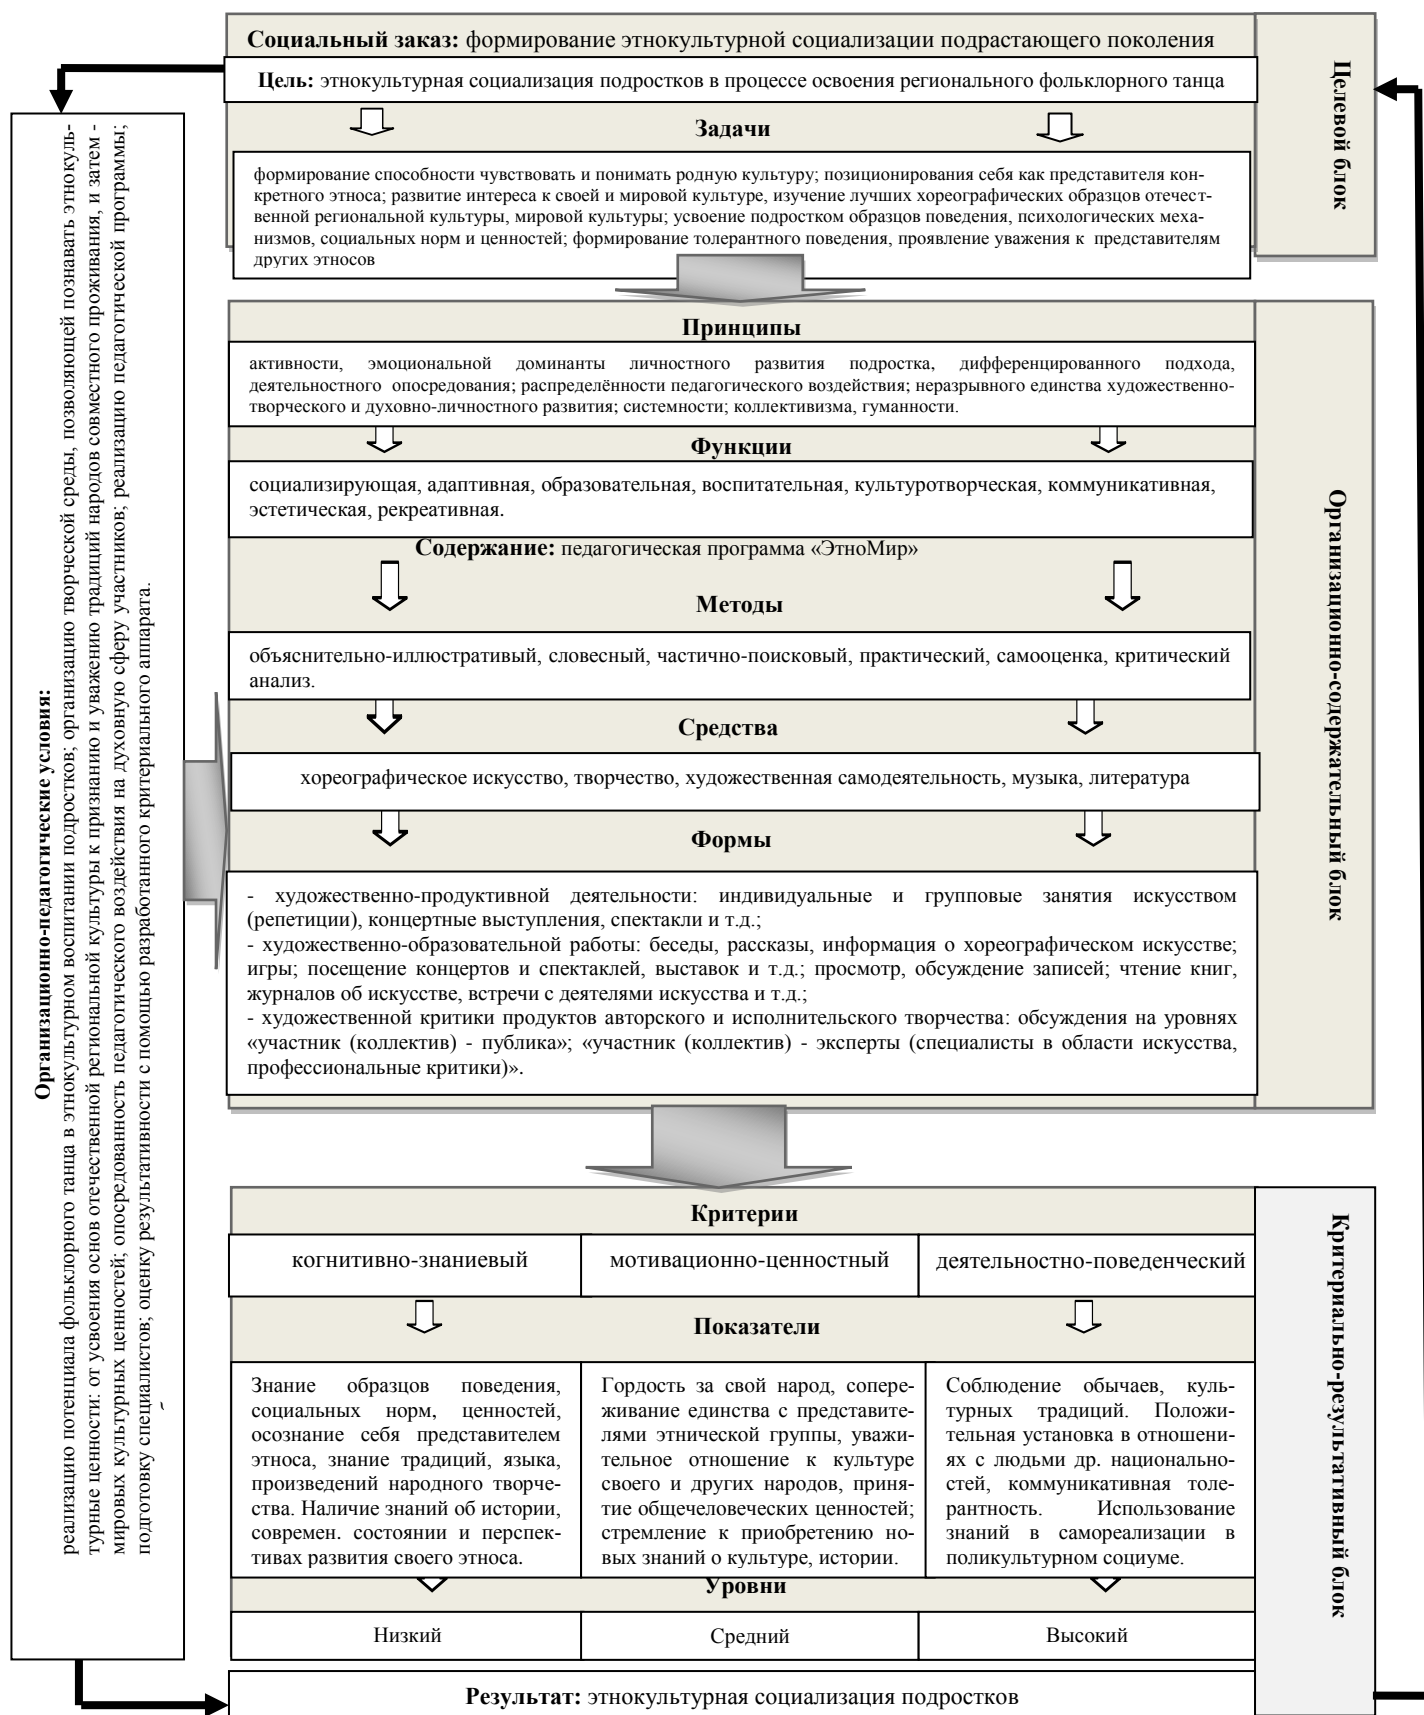 Социальный заказ: формирование этнокультурной социализации подрастающего поколения
Цель: этнокультурная социализация подростков в процессе освоения регионального фольклорного танца
Задачи
формирование способности чувствовать и понимать родную культуру; позиционирования себя как представителя кон-
кретного этноса; развитие интереса к своей и мировой культуре, изучение лучших хореографических образцов отечест-
венной региональной культуры, мировой культуры; усвоение подростком образцов поведения, психологических меха-
низмов, социальных норм и ценностей; формирование толерантного поведения, проявление уважения к представителям
других этносов
Целевой блок
Организационно-педагогические условия:
реализацию потенциала фольклорного танца в этнокультурном воспитании подростков; организацию творческой среды, позволяющей познавать этнокуль-
турные ценности: от усвоения основ отечественной региональной культуры к признанию и уважению традиций народов совместного проживания, и затем -
мировых культурных ценностей; опосредованность педагогического воздействия на духовную сферу участников; реализацию педагогической программы;
подготовку специалистов; оценку результативности с помощью разработанного критериального аппарата.
Принципы
активности, эмоциональной доминанты личностного развития подростка, дифференцированного подхода,
деятельностного опосредования; распределённости педагогического воздействия; неразрывного единства художественно-
творческого и духовно-личностного развития; системности; коллективизма, гуманности.
Функции
социализирующая, адаптивная, образовательная, воспитательная, культуротворческая, коммуникативная,
эстетическая, рекреативная.
Содержание: педагогическая программа «ЭтноМир»
Методы
объяснительно-иллюстративый, словесный, частично-поисковый, практический, самооценка, критический
анализ.
Средства
хореографическое искусство, творчество, художественная самодеятельность, музыка, литература
Формы
- художественно-продуктивной деятельности: индивидуальные и групповые занятия искусством
(репетиции), концертные выступления, спектакли и т.д.;
- художественно-образовательной работы: беседы, рассказы, информация о хореографическом искусстве;
игры; посещение концертов и спектаклей, выставок и т.д.; просмотр, обсуждение записей; чтение книг,
журналов об искусстве, встречи с деятелями искусства и т.д.;
- художественной критики продуктов авторского и исполнительского творчества: обсуждения на уровнях
«участник (коллектив) - публика»; «участник (коллектив) - эксперты (специалисты в области искусства,
профессиональные критики)».
Организационно-содержательный блок
Критерии
когнитивно-знаниевый
мотивационно-ценностный
деятельностно-поведенческий
Показатели
Знание образцов поведения,
социальных норм, ценностей,
осознание себя представителем
этноса, знание традиций, языка,
произведений народного творче-
ства. Наличие знаний об истории,
современ. состоянии и перспек-
тивах развития своего этноса.
Гордость за свой народ, сопере-
живание единства с представите-
лями этнической группы, уважи-
тельное отношение к культуре
своего и других народов, приня-
тие общечеловеческих ценностей;
стремление к приобретению но-
вых знаний о культуре, истории.
Соблюдение обычаев, куль-
турных традиций. Положи-
тельная установка в отношени-
ях с людьми др. национально-
стей, коммуникативная толе-
рантность. Использование
знаний в самореализации в
поликультурном социуме.
Уровни
Низкий
Средний
Высокий
Результат: этнокультурная социализация подростков
Критериально-результативный блок